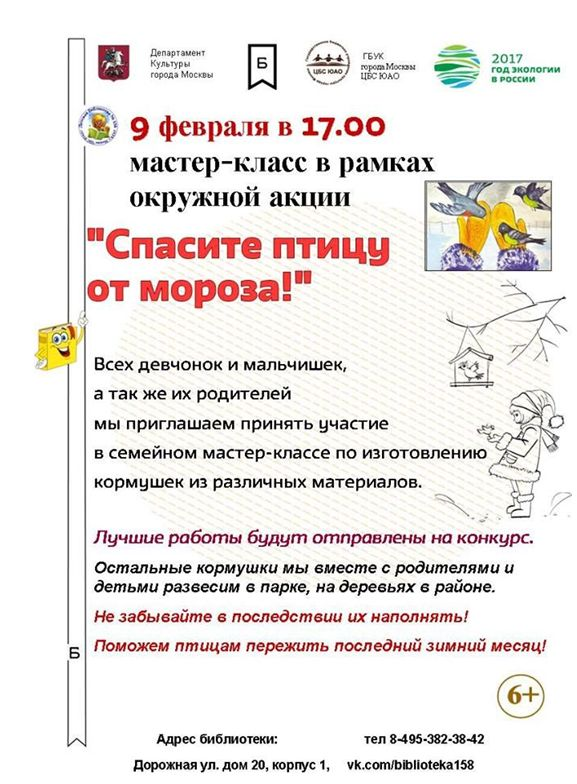 Департамент
Культуры
города Москвы
Б
ЦБС ЮАО
ГБУК
города Москвы
ЦБС ЮАО
2017
ГОД ЭКОЛОГИИ
В РОССИИ
9 февраля в 17.00
мастер-класс в рамках
окружной акции
"Спасите птицу
от мороза!"
Всех девчонок и мальчишек,
а так же их родителей
мы приглашаем принять участие
в семейном мастер-классе по изготовлению
кормушек из различных материалов.
Лучшие работы будут отправлены на конкурс.
Остальные кормушки мы вместе с родителями и
детьми развесим в парке, на деревьях в районе.
Не забывайте в последствии их наполнять!
Поможем птицам пережить последний зимний месяц!
Б
6+
Адрес библиотеки: тел 8-495-382-38-42
Дорожная ул. дом 20, корпус 1, vk.com/biblioteka158